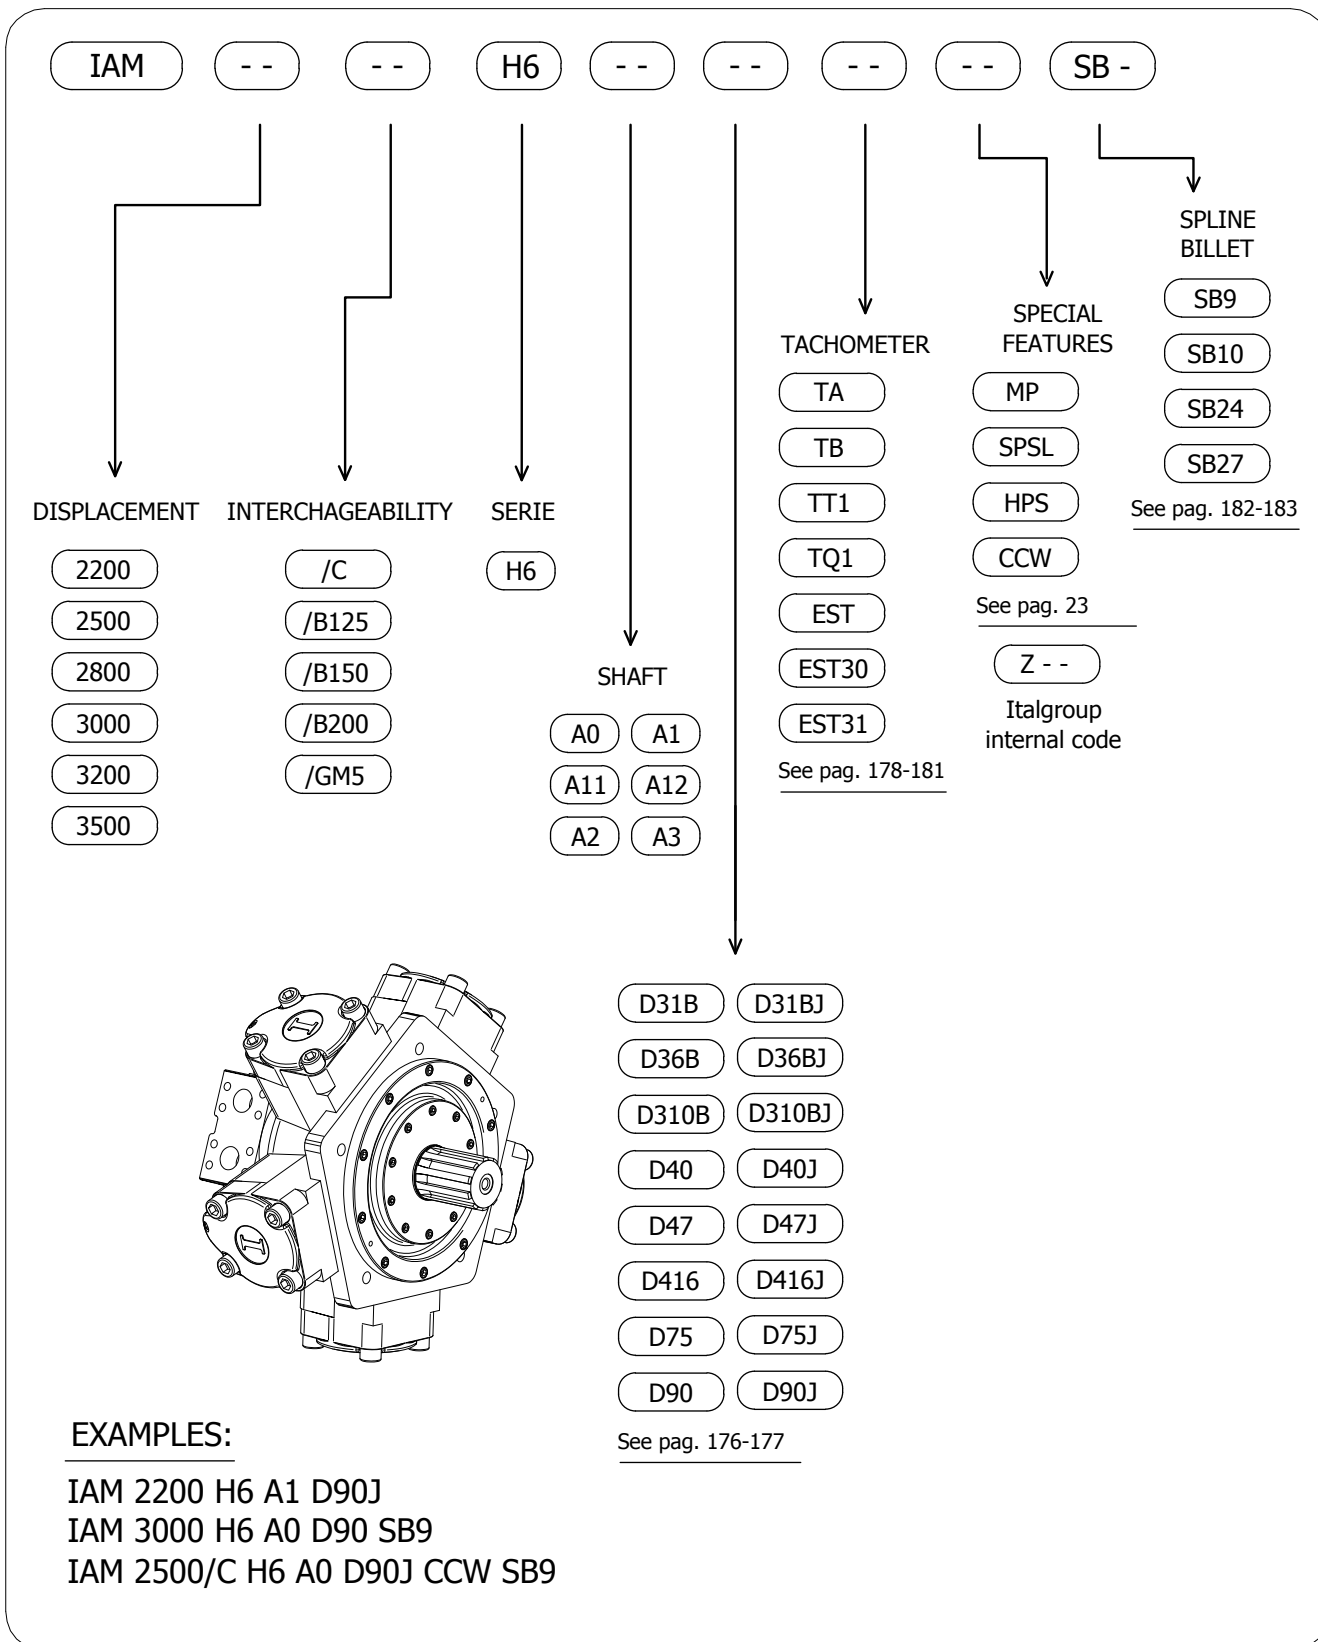 IAM -- -- H6 -- -- -- -- SB -
DISPLACEMENT
2200
2500
2800
3000
3200
3500
INTERCHAGEABILITY
/C
/B125
/B150
/B200
/GM5
SERIE
H6
SHAFT
A0 A1
A11 A12
A2 A3
D31B D31BJ
D36B D36BJ
D310B D310BJ
D40 D40J
D47 D47J
D416 D416J
D75 D75J
D90 D90J
See pag. 176-177
TACHOMETER
TA
TB
TT1
TQ1
EST
EST30
EST31
See pag. 178-181
SPECIAL
FEATURES
MP
SPSL
HPS
CCW
See pag. 23
Z - -
Italgroup
internal code
SPLINE
BILLET
SB9
SB10
SB24
SB27
See pag. 182-183
EXAMPLES:
IAM 2200 H6 A1 D90J
IAM 3000 H6 A0 D90 SB9
IAM 2500/C H6 A0 D90J CCW SB9